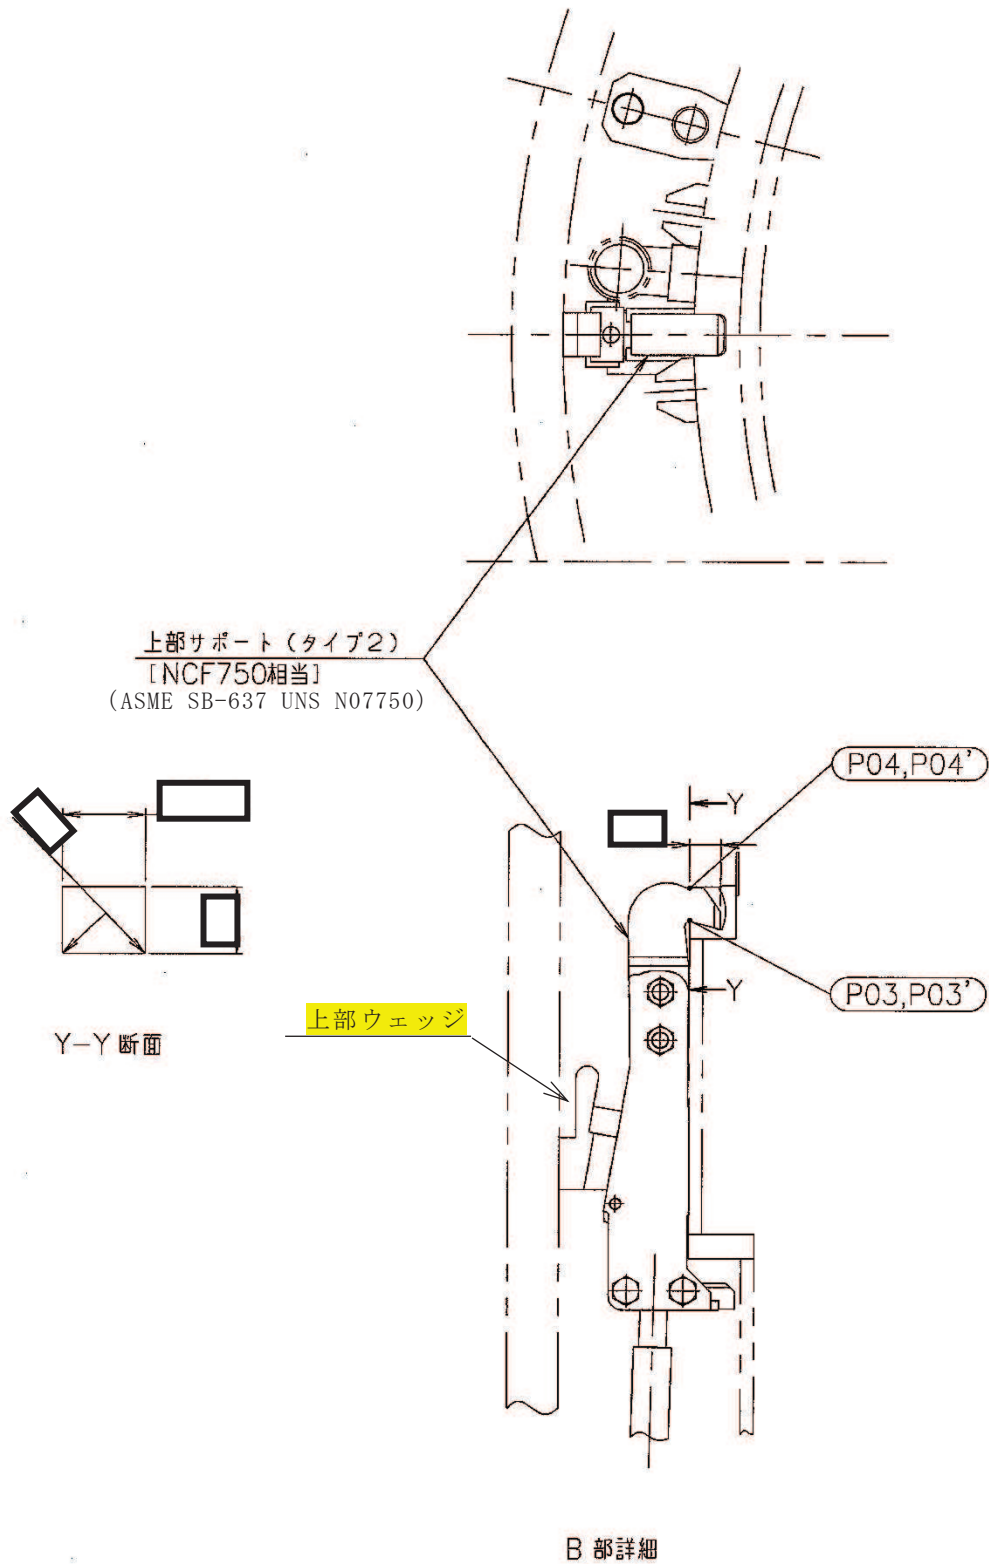 上部サポート（タイプ2）
[NCF750相当]
(ASME SB-637 UNS N07750)
P04,P04'
Y
P03,P03'
Y
Y-Y 断面
上部ウェッジ
B 部詳細